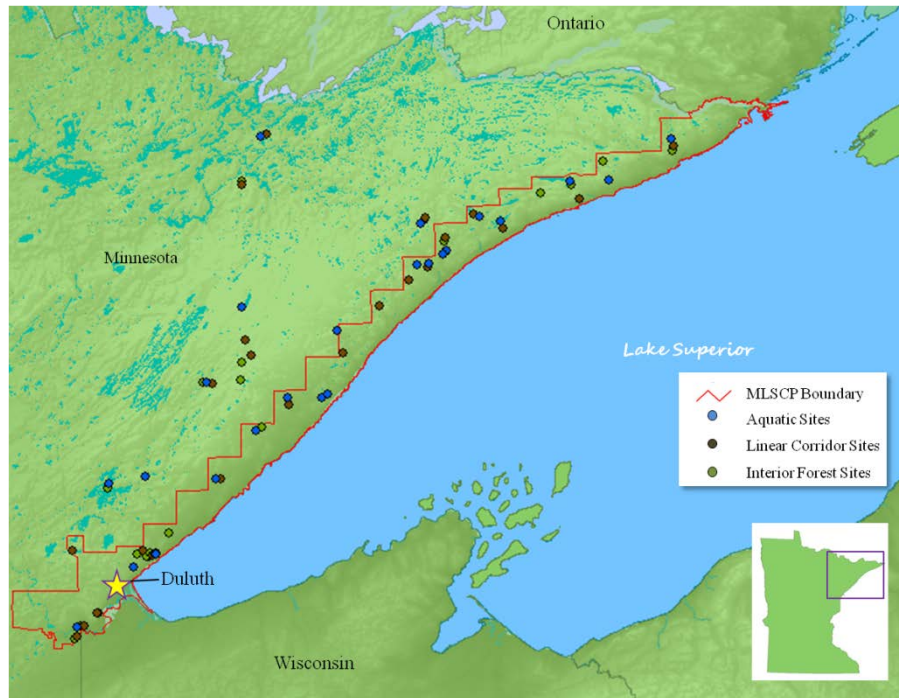 Ontario
Minnesota
Lake Superior
MLSCP Boundary
Aquatic Sites
Linear Corridor Sites
Interior Forest Sites
Duluth
Wisconsin